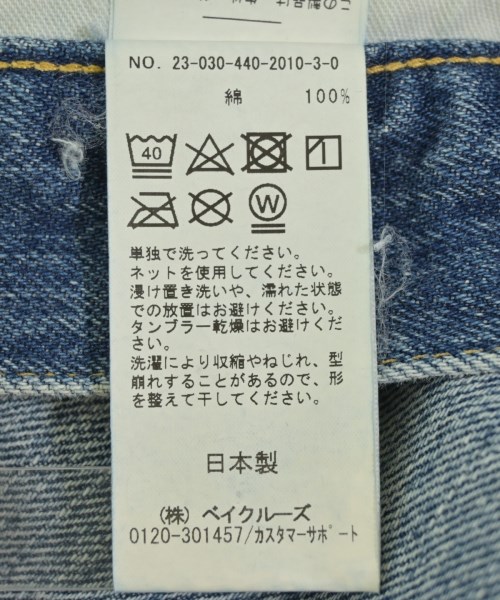 NO. 23-030-440-2010-3-0
綿 100%
40
W
単独で洗ってください。
ネットを使用してください。
浸け置き洗いや、濡れた状態
での放置はお避けください。
タンブラー乾燥はお避けくだ
さい。
洗濯により収縮やねじれ、型
崩れすることがあるので、形
を整えて干してください。
日本製
(株) ベイクルーズ
0120-301457/カスタマーサポート